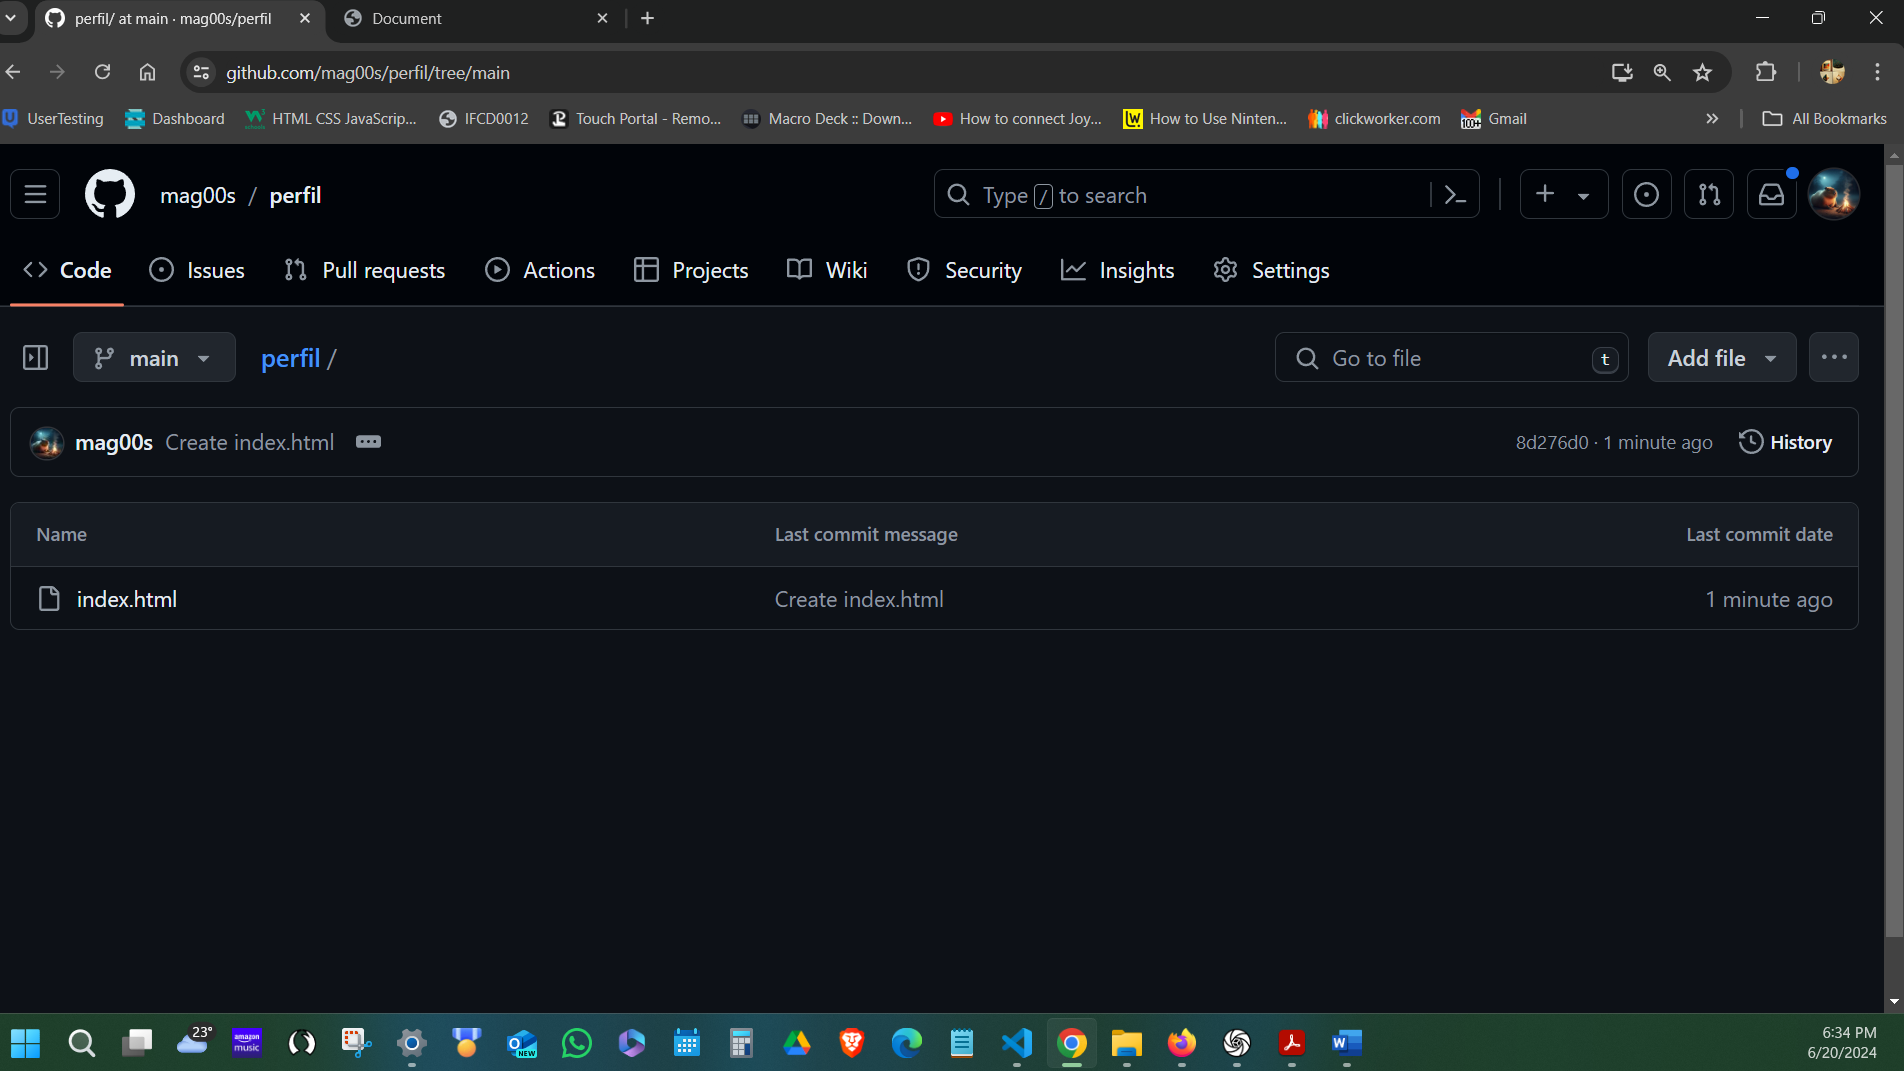 perfil/ at main · mag00s/perfil
Document
github.com/mag00s/perfil/tree/main
UserTesting Dashboard HTML CSS JavaScrip... IFCD0012 Touch Portal - Remo... Macro Deck :: Down... How to connect Joy... How to Use Ninten... clickworker.com Gmail All Bookmarks
mag00s / perfil
Type / to search
Code Issues Pull requests Actions Projects Wiki Security Insights Settings
main perfil / Go to file t Add file
mag00s Create index.html 8d276d0 · 1 minute ago History
Name Last commit message Last commit date
index.html Create index.html 1 minute ago
23°
amazon music
NEW
6:34 PM
6/20/2024